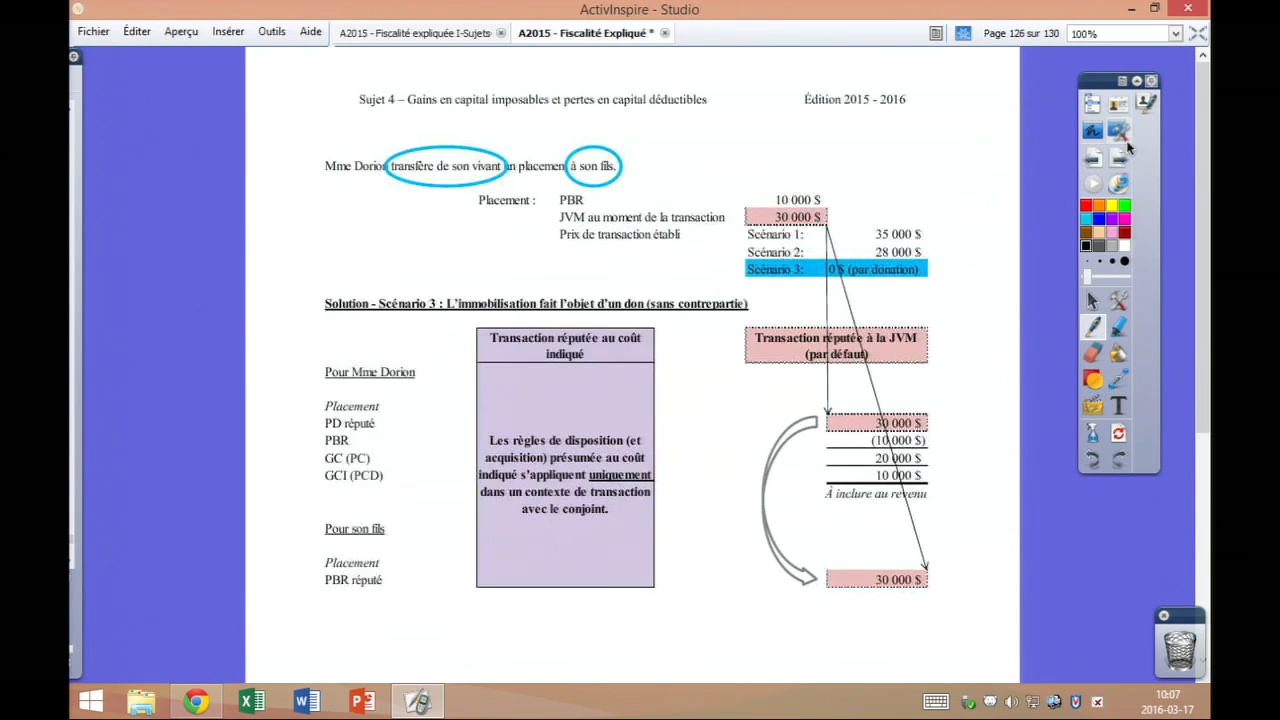 ActivInspire - Studio
Fichier Éditer Aperçu Insérer Outils Aide
A2015 - Fiscalité expliquée I-Sujets A2015 - Fiscalité Expliqué *
Page 126 sur 130 100%
Sujet 4 – Gains en capital imposables et pertes en capital déductibles Édition 2015 - 2016
Mme Dorion transfère de son vivant un placement à son fils.
Placement : PBR 10 000 $
JVM au moment de la transaction 30 000 $
Prix de transaction établi Scénario 1: 35 000 $
Scénario 2: 28 000 $
Scénario 3: 0 $ (par donation)
Solution - Scénario 3 : L'immobilisation fait l'objet d'un don (sans contrepartie)
Transaction réputée au coût
indiqué
Transaction réputée à la JVM
(par défaut)
Pour Mme Dorion
Placement
PD réputé 30 000 $
PBR (10 000 $)
GC (PC) 20 000 $
GCI (PCD) 10 000 $
À inclure au revenu
Les règles de disposition (et
acquisition) présumée au coût
indiqué s'appliquent uniquement
dans un contexte de transaction
avec le conjoint.
Pour son fils
Placement
PBR réputé 30 000 $
10:07
2016-03-17